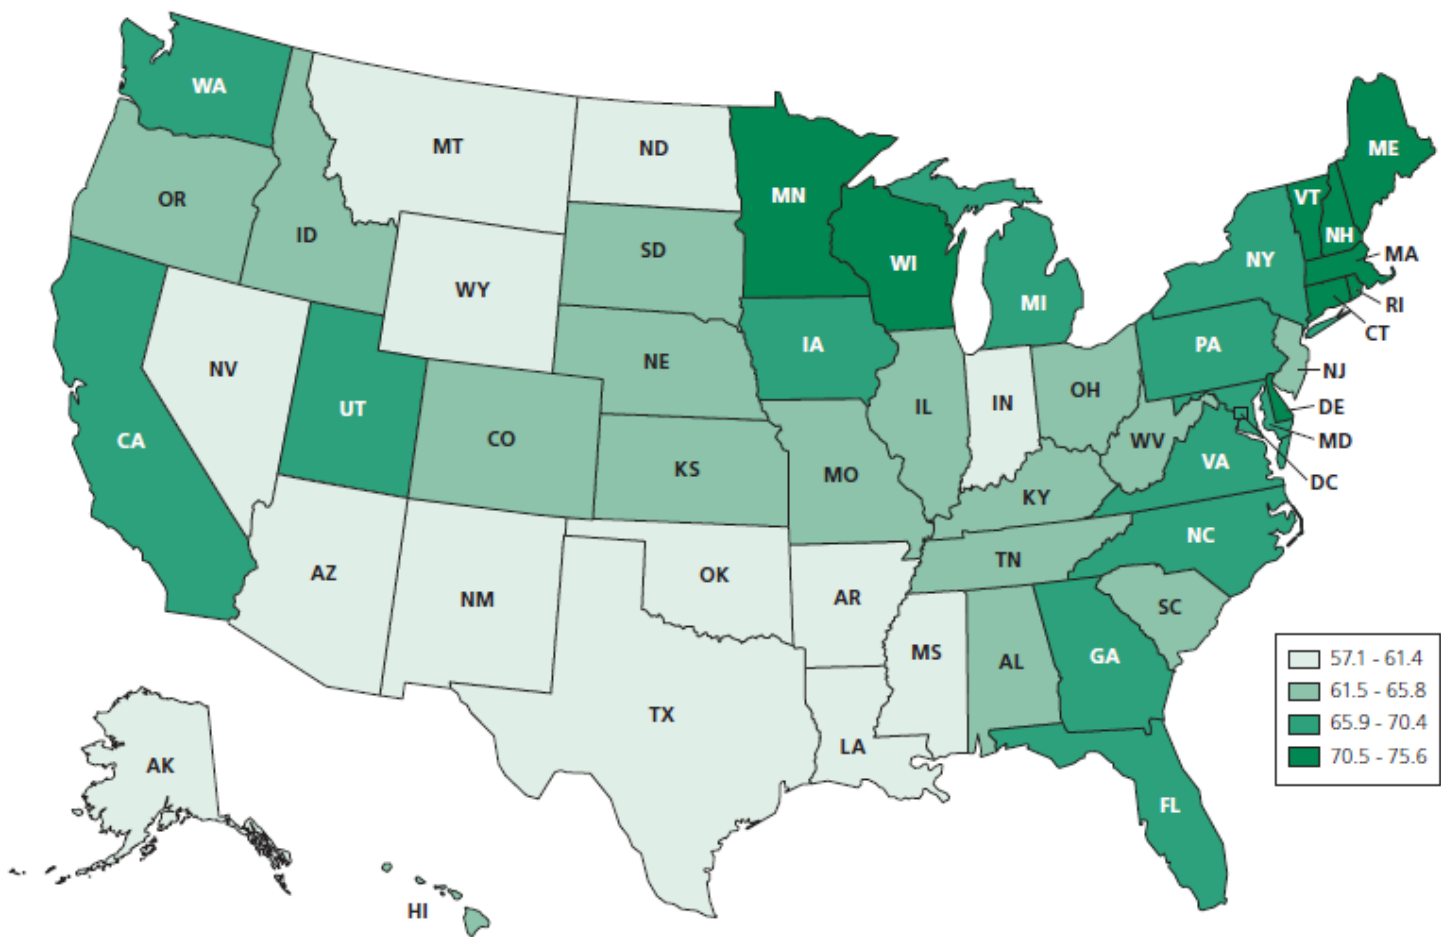 WA
MT
ND
ME
MN
VT
OR
ID
SD
WI
NH
NY
MA
WY
MI
RI
CT
NV
NE
IA
PA
NJ
UT
IL
IN
OH
DE
CA
CO
KS
MO
WV
VA
MD
DC
KY
AZ
NM
OK
AR
TN
NC
SC
MS
AL
GA
TX
LA
AK
FL
HI
57.1 - 61.4
61.5 - 65.8
65.9 - 70.4
70.5 - 75.6